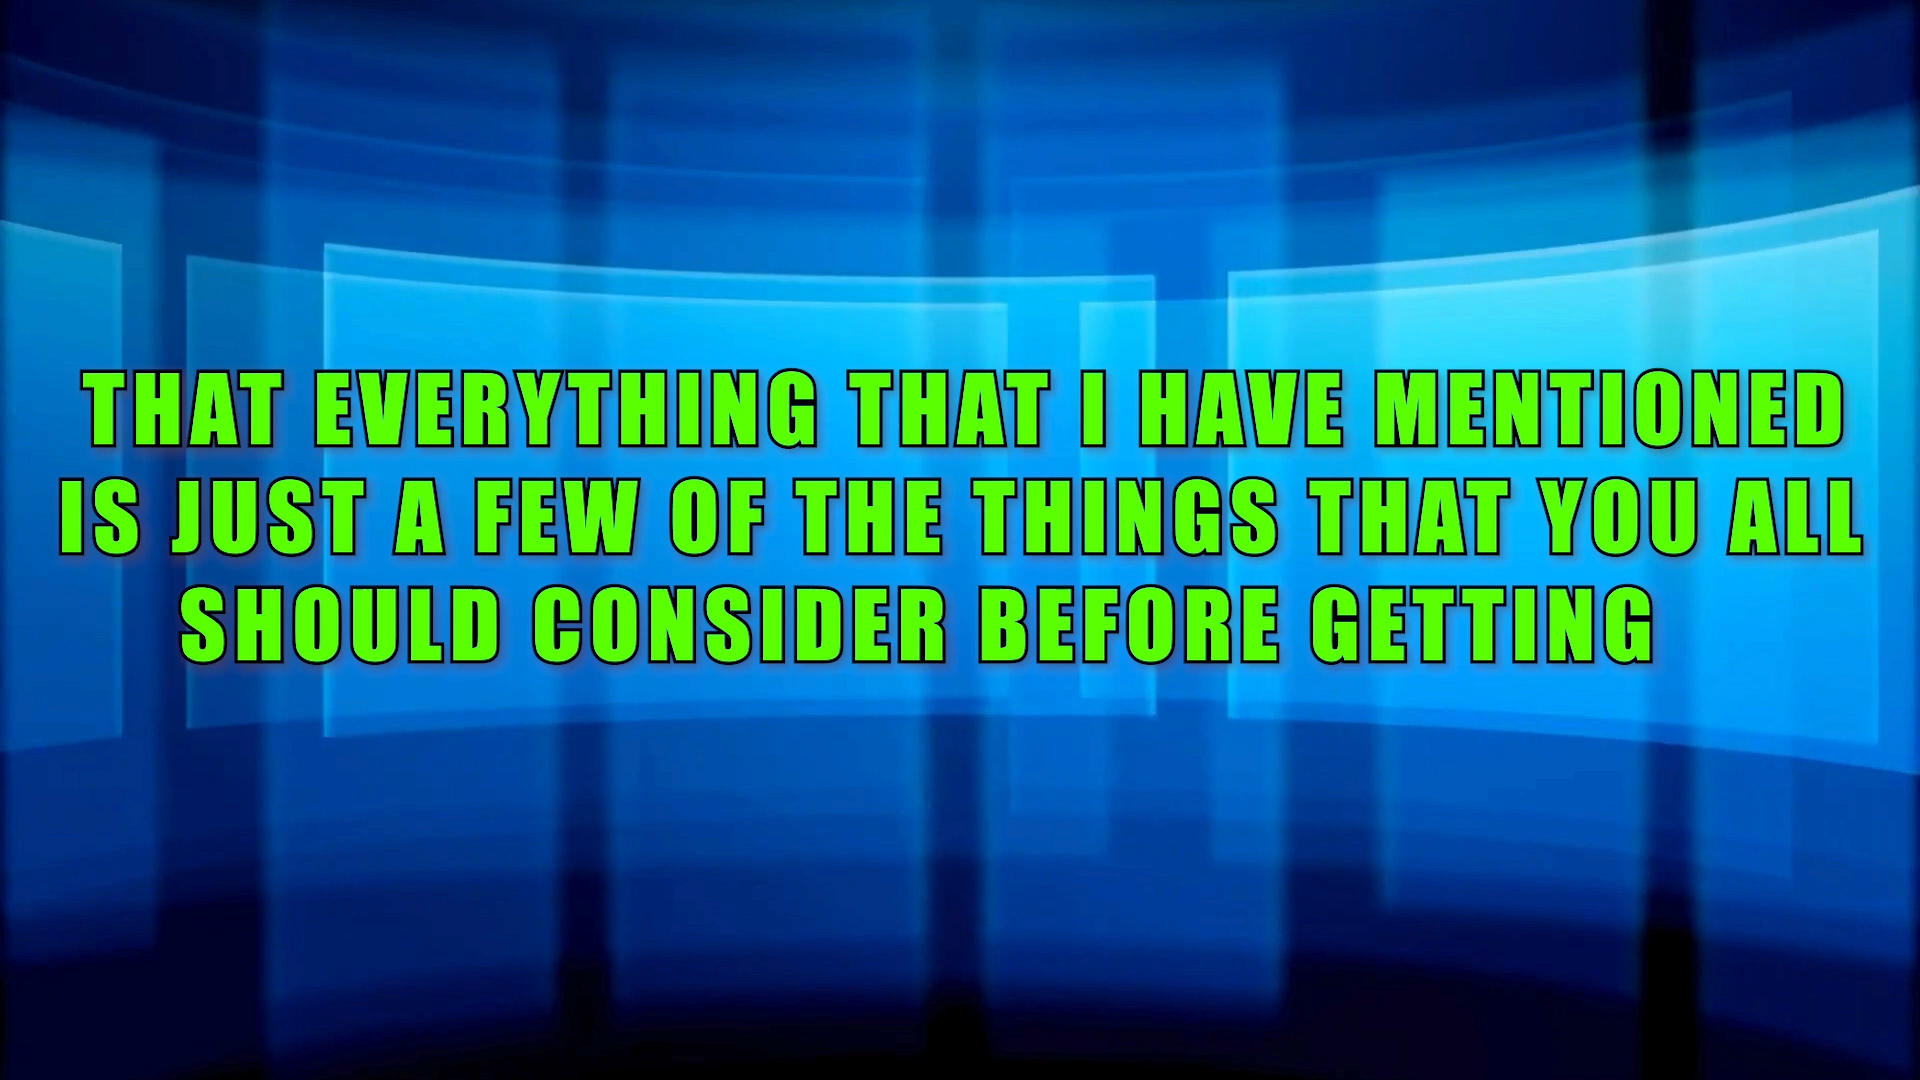 THAT EVERYTHING THAT I HAVE MENTIONED
IS JUST A FEW OF THE THINGS THAT YOU ALL
SHOULD CONSIDER BEFORE GETTING